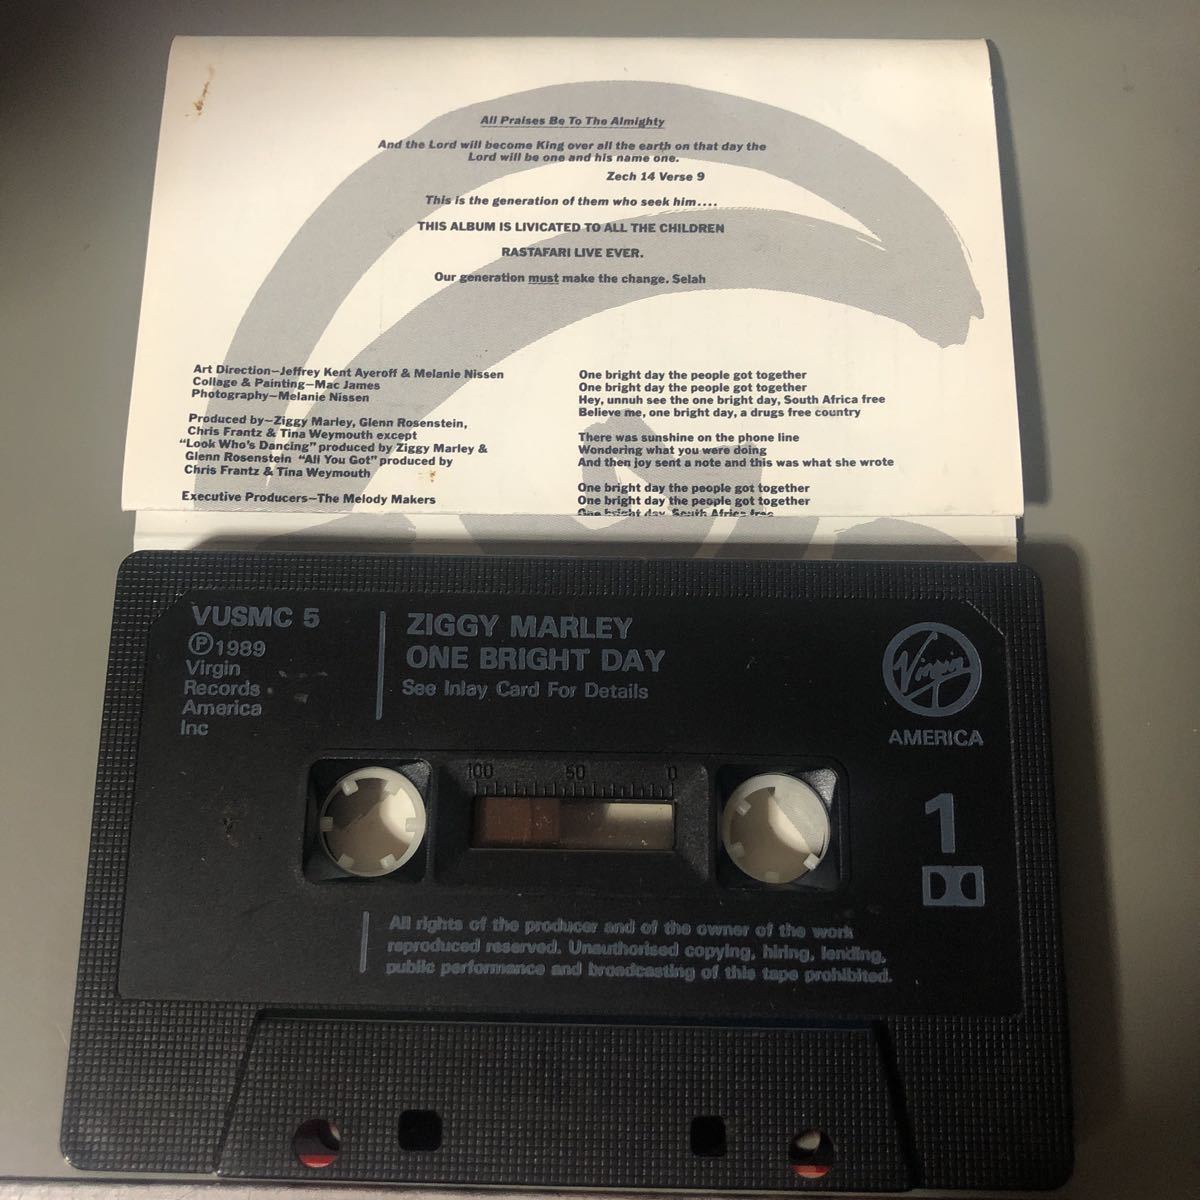 All Praises Be To The Almighty
And the Lord will become King over all the earth on that day the
Lord will be one and his name one.
Zech 14 Verse 9
This is the generation of them who seek him....
THIS ALBUM IS LIVICATED TO ALL THE CHILDREN
RASTAFARI LIVE EVER.
Our generation must make the change. Selah
Art Direction—Jeffrey Kent Ayeroff & Melanie Nissen
Collage & Painting—Mac James
Photography—Melanie Nissen
Produced by—Ziggy Marley, Glenn Rosenstein,
Chris Frantz & Tina Weymouth except
"Look Who's Dancing" produced by Ziggy Marley &
Glenn Rosenstein "All You Got" produced by
Chris Frantz & Tina Weymouth
Executive Producers—The Melody Makers
One bright day the people got together
One bright day the people got together
Hey, unnuh see the one bright day, South Africa free
Believe me, one bright day, a drugs free country
There was sunshine on the phone line
Wondering what you were doing
And then joy sent a note and this was what she wrote
One bright day the people got together
One bright day the people got together
One bright day, South Africa free
VUSMC 5
Ⓟ1989
Virgin
Records
America
Inc
ZIGGY MARLEY
ONE BRIGHT DAY
See Inlay Card For Details
Virgin
AMERICA
100 50 0
1
All rights of the producer and of the owner of the work
reproduced reserved. Unauthorised copying, hiring, lending,
public performance and broadcasting of this tape prohibited.